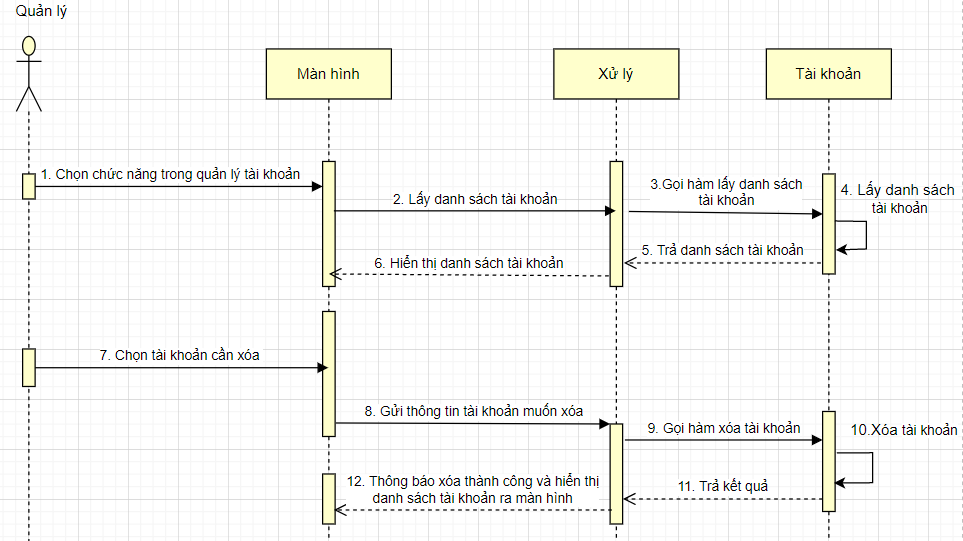 Quản lý
Màn hình
Xử lý
Tài khoản
1. Chọn chức năng trong quản lý tài khoản
2. Lấy danh sách tài khoản
3.Gọi hàm lấy danh sách
tài khoản
4. Lấy danh sách
tài khoản
5. Trả danh sách tài khoản
6. Hiển thị danh sách tài khoản
7. Chọn tài khoản cần xóa
8. Gửi thông tin tài khoản muốn xóa
9. Gọi hàm xóa tài khoản
10.Xóa tài khoản
11. Trả kết quả
12. Thông báo xóa thành công và hiển thị
danh sách tài khoản ra màn hình